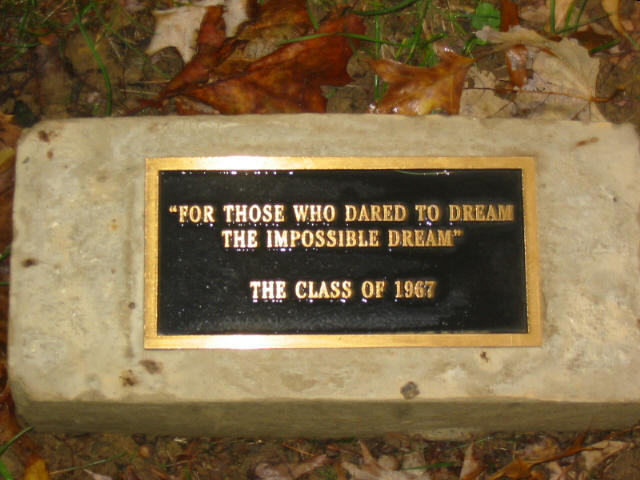 “FOR THOSE WHO DARED TO DREAM
THE IMPOSSIBLE DREAM”
THE CLASS OF 1967